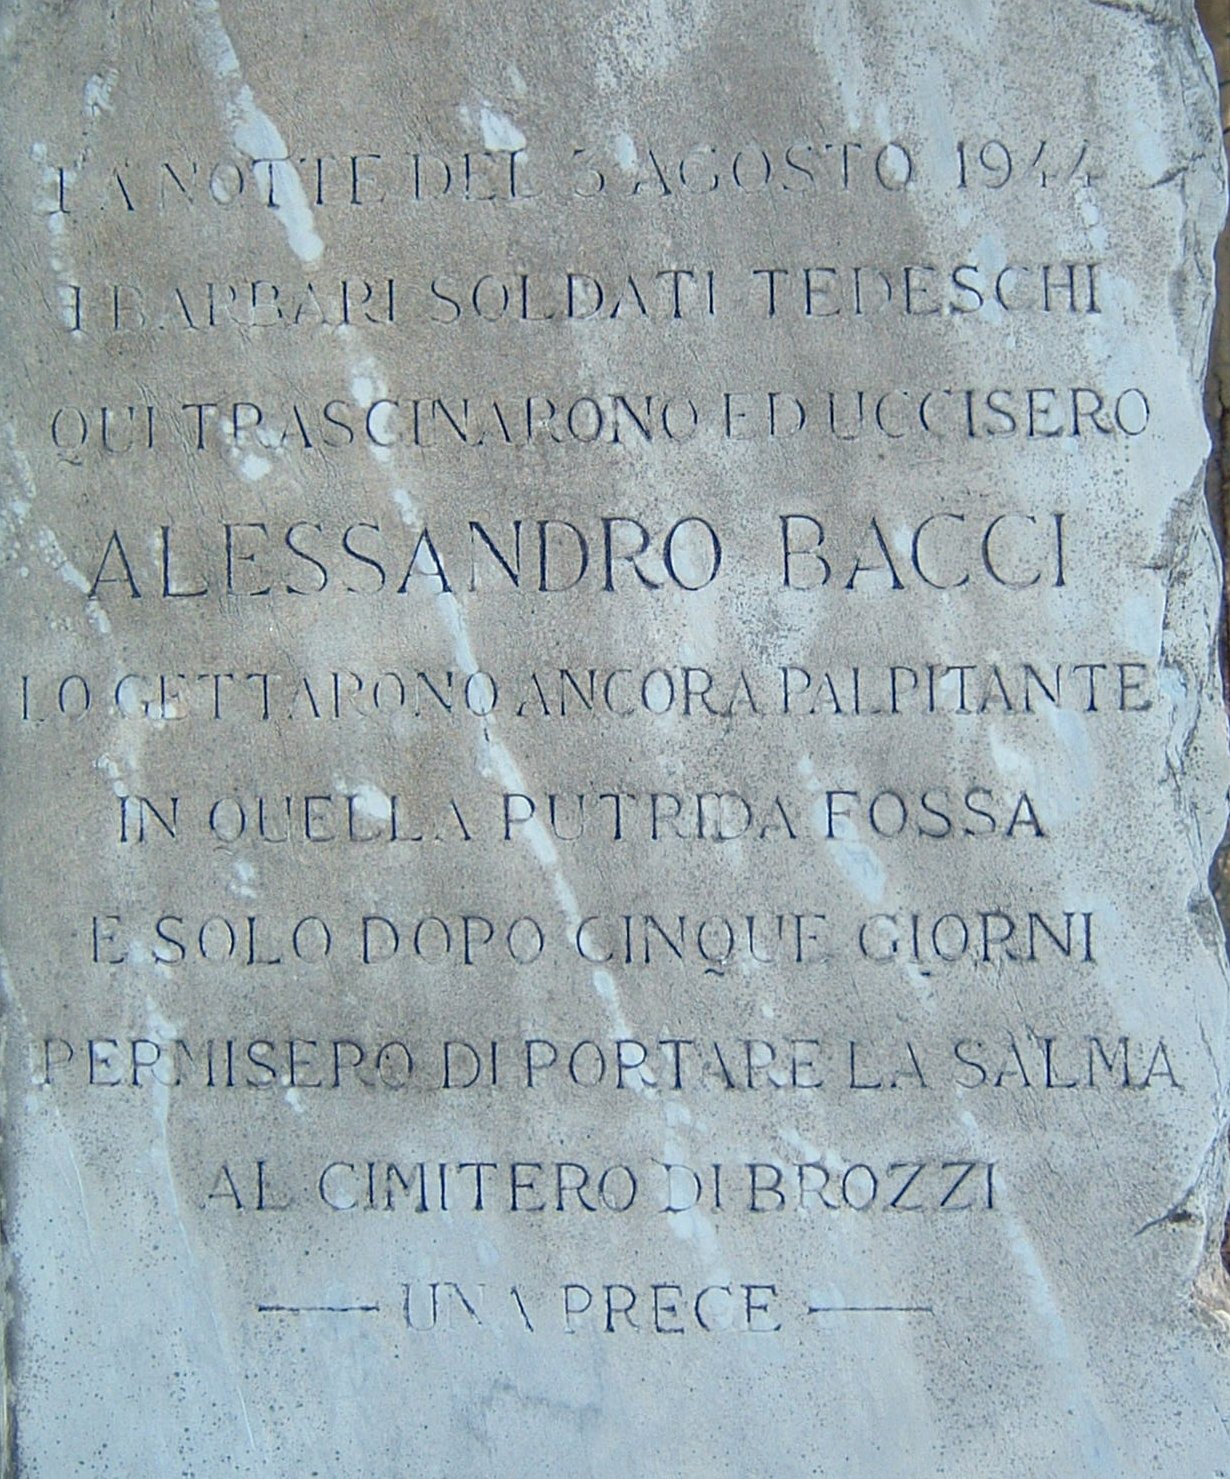 LA NOTTE DEL 3 AGOSTO 1944
I BARBARI SOLDATI TEDESCHI
QUI TRASCINARONO ED UCCISERO
ALESSANDRO BACCI
LO GETTARONO ANCORA PALPITANTE
IN QUELLA PUTRIDA FOSSA
E SOLO DOPO CINQUE GIORNI
PERMISERO DI PORTARE LA SALMA
AL CIMITERO DI BROZZI
— UNA PRECE —